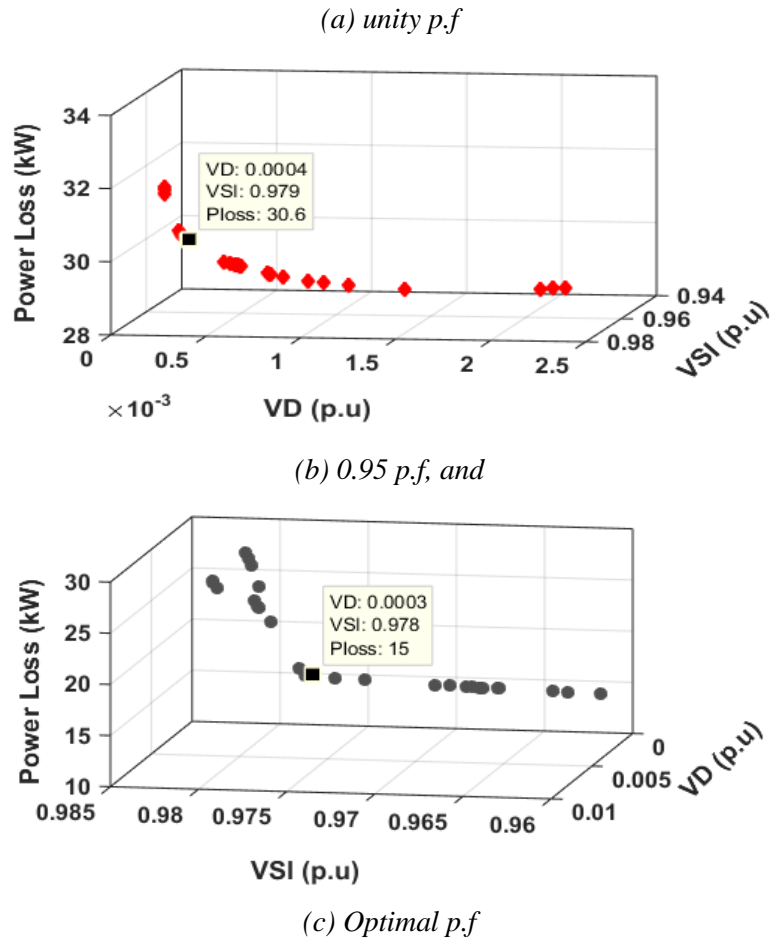 (a) unity p.f
34
32
30
28
Power Loss (kW)
VD: 0.0004
VSI: 0.979
Ploss: 30.6
0
0.5
1
1.5
2
2.5
×10-3
VD (p.u)
0.94
0.96
0.98
VSI (p.u)
(b) 0.95 p.f, and
30
25
20
15
10
Power Loss (kW)
VD: 0.0003
VSI: 0.978
Ploss: 15
0.985
0.98
0.975
0.97
0.965
0.96
VSI (p.u)
0
0.005
0.01
VD (p.u)
(c) Optimal p.f